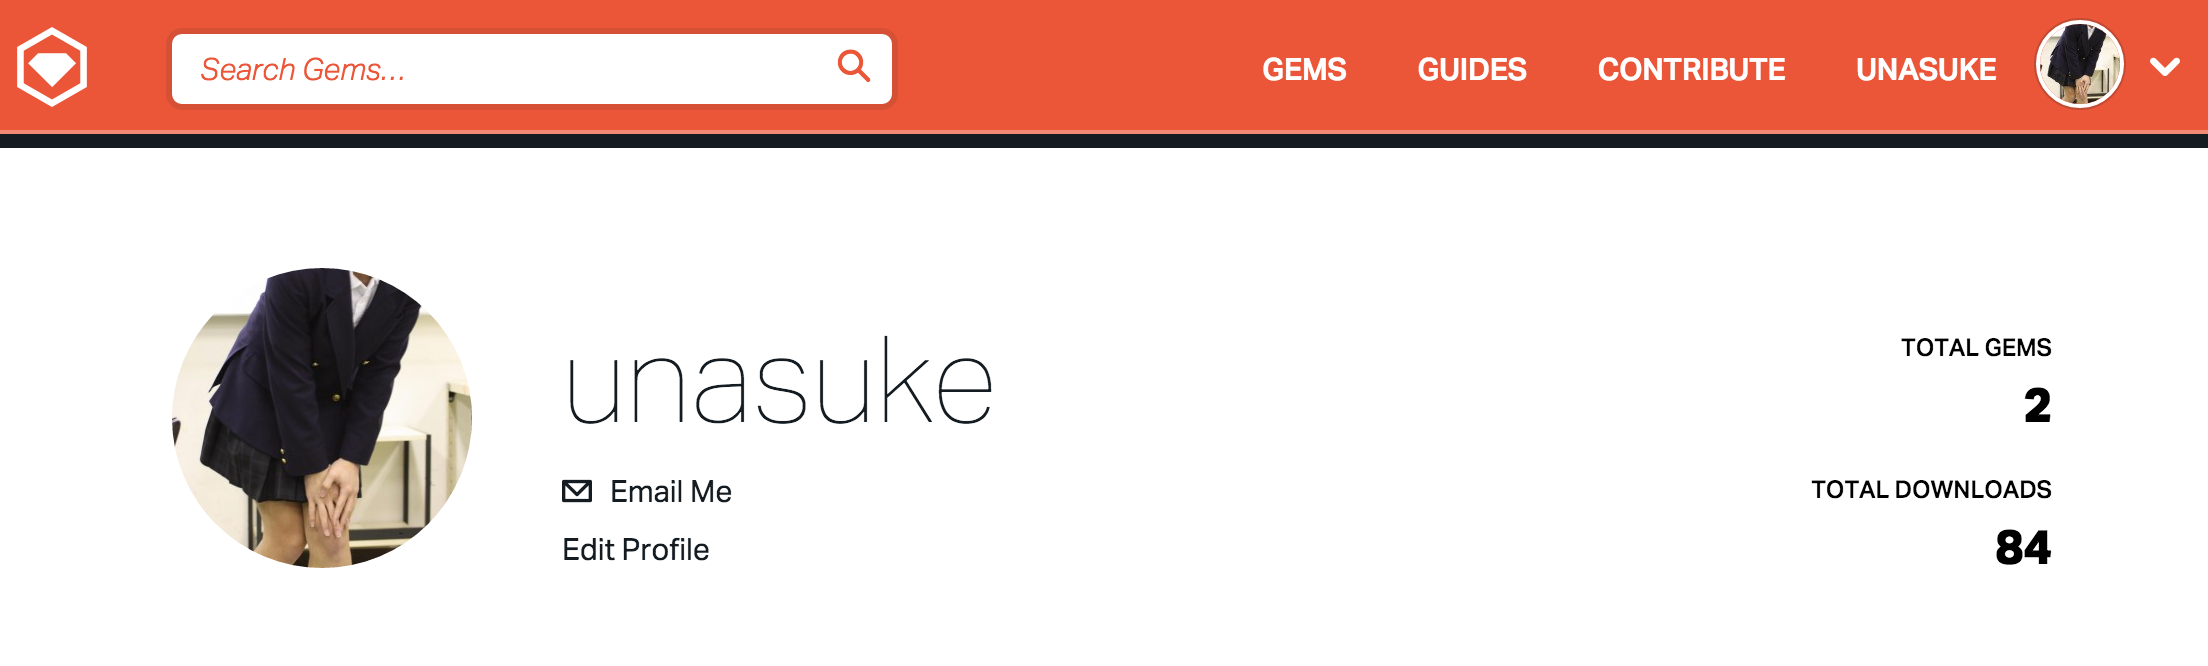 Search Gems...
GEMS GUIDES CONTRIBUTE UNASUKE
unasuke
Email Me
Edit Profile
TOTAL GEMS
2
TOTAL DOWNLOADS
84